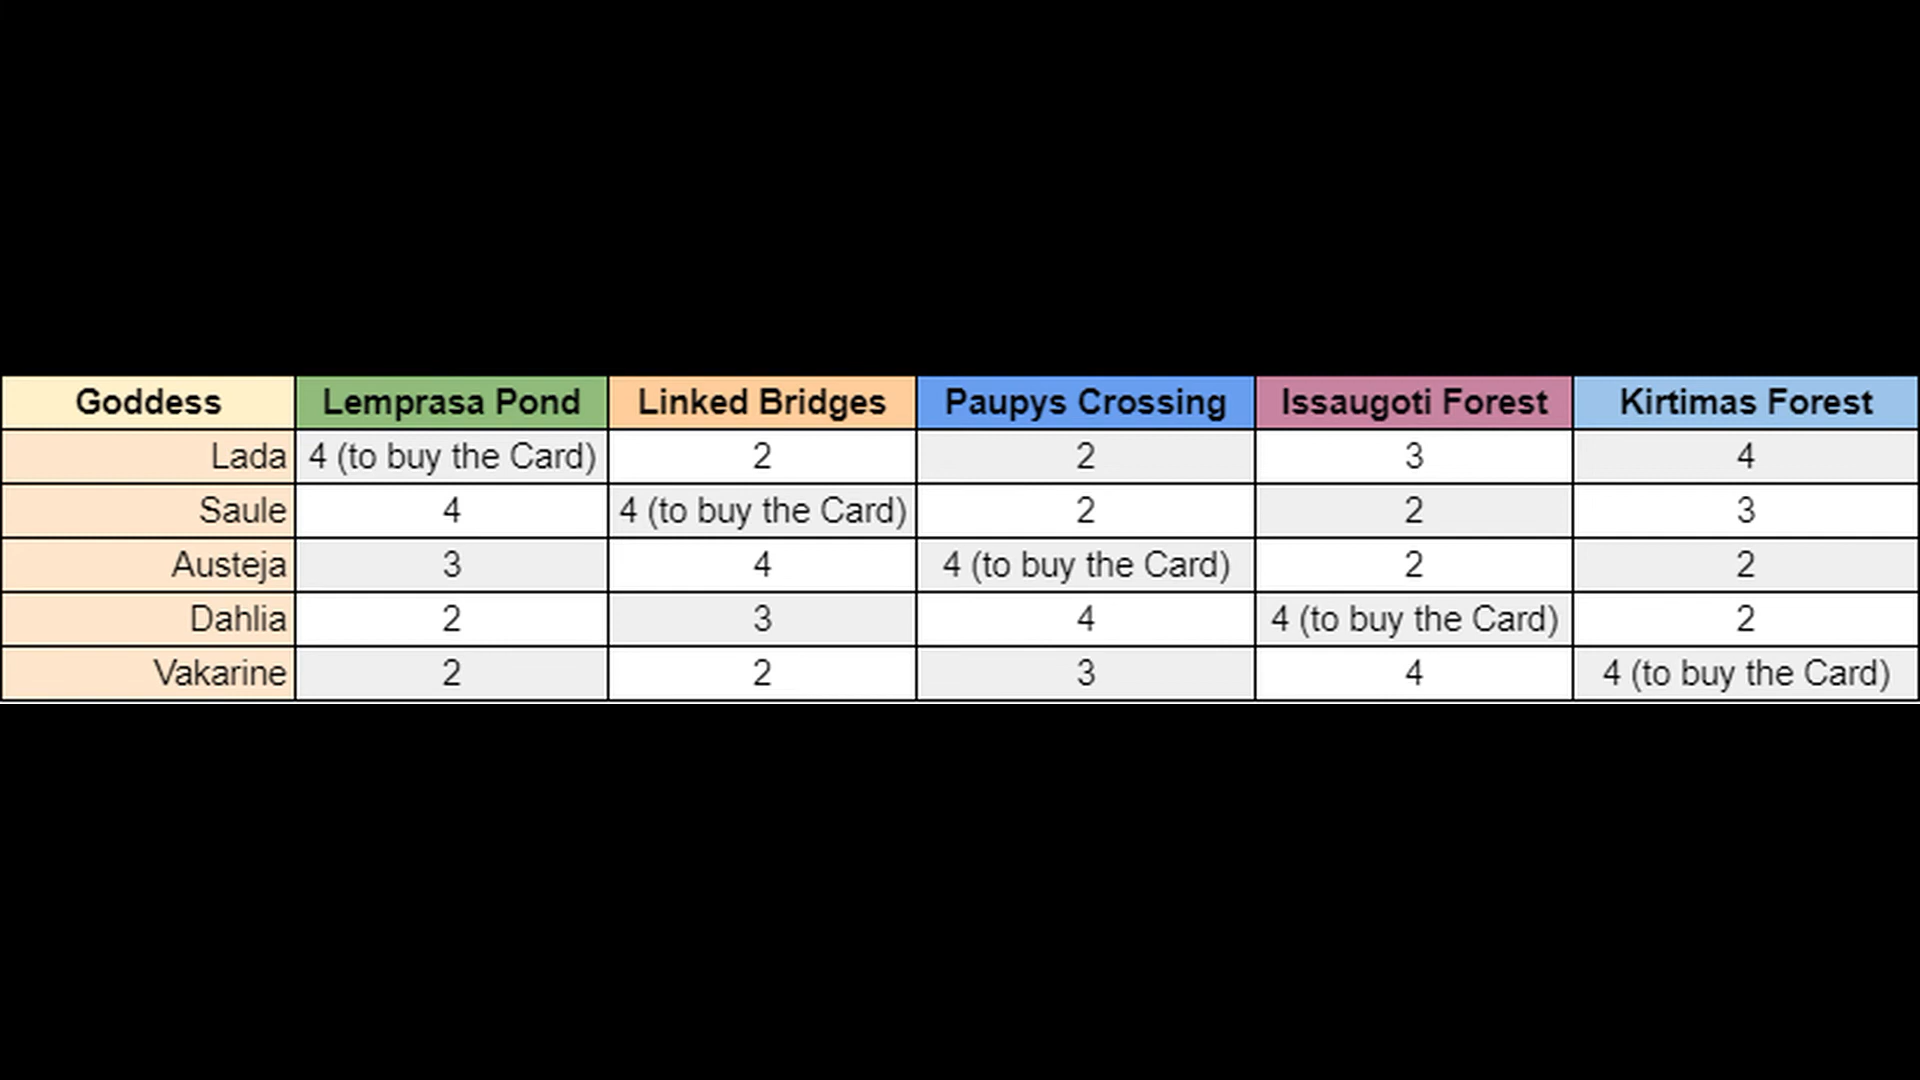 Goddess Lemprasa Pond Linked Bridges Paupys Crossing Issaugoti Forest Kirtimas Forest
Lada 4 (to buy the Card) 2 2 3 4
Saule 4 4 (to buy the Card) 2 2 3
Austeja 3 4 4 (to buy the Card) 2 2
Dahlia 2 3 4 4 (to buy the Card) 2
Vakarine 2 2 3 4 4 (to buy the Card)